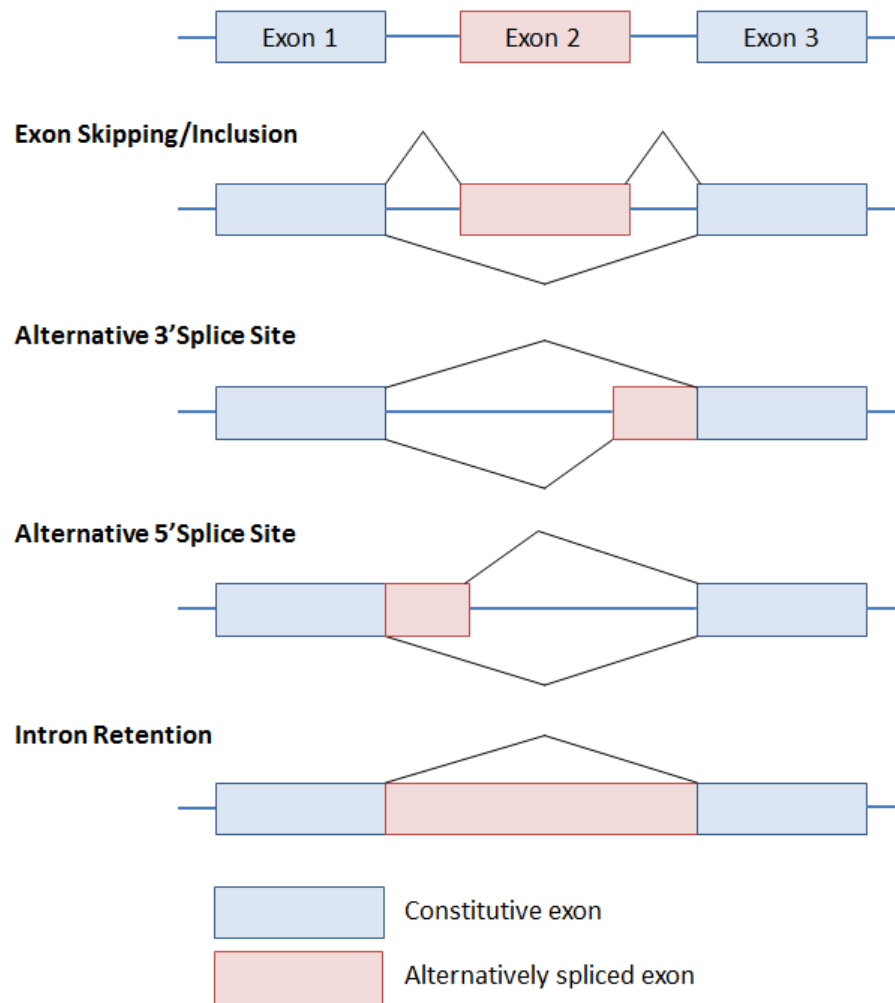 Exon 1 Exon 2 Exon 3
Exon Skipping/Inclusion
Alternative 3’Splice Site
Alternative 5’Splice Site
Intron Retention
Constitutive exon
Alternatively spliced exon